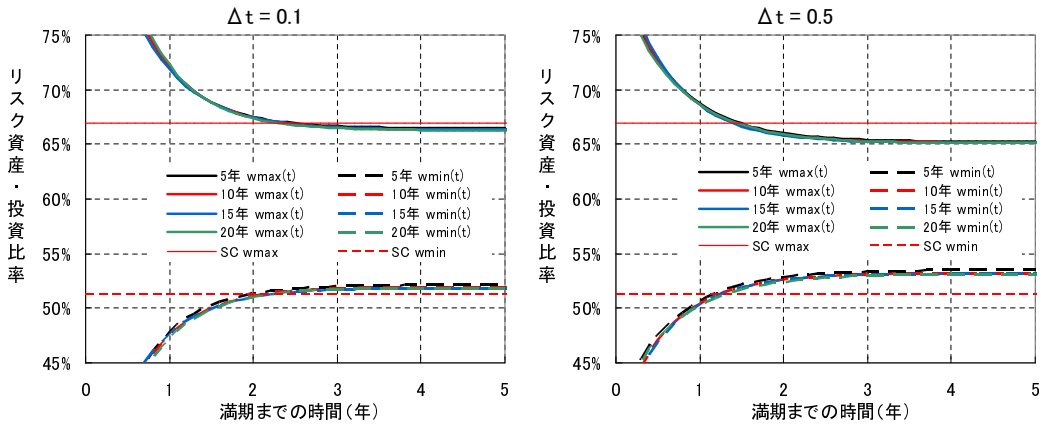 Δt = 0.1
リスク資産・投資比率
75%
70%
65%
60%
55%
50%
45%
5年 wmax(t)
5年 wmin(t)
10年 wmax(t)
10年 wmin(t)
15年 wmax(t)
15年 wmin(t)
20年 wmax(t)
20年 wmin(t)
SC wmax
SC wmin
0 1 2 3 4 5
満期までの時間(年)
Δt = 0.5
リスク資産・投資比率
75%
70%
65%
60%
55%
50%
45%
5年 wmax(t)
5年 wmin(t)
10年 wmax(t)
10年 wmin(t)
15年 wmax(t)
15年 wmin(t)
20年 wmax(t)
20年 wmin(t)
SC wmax
SC wmin
0 1 2 3 4 5
満期までの時間(年)